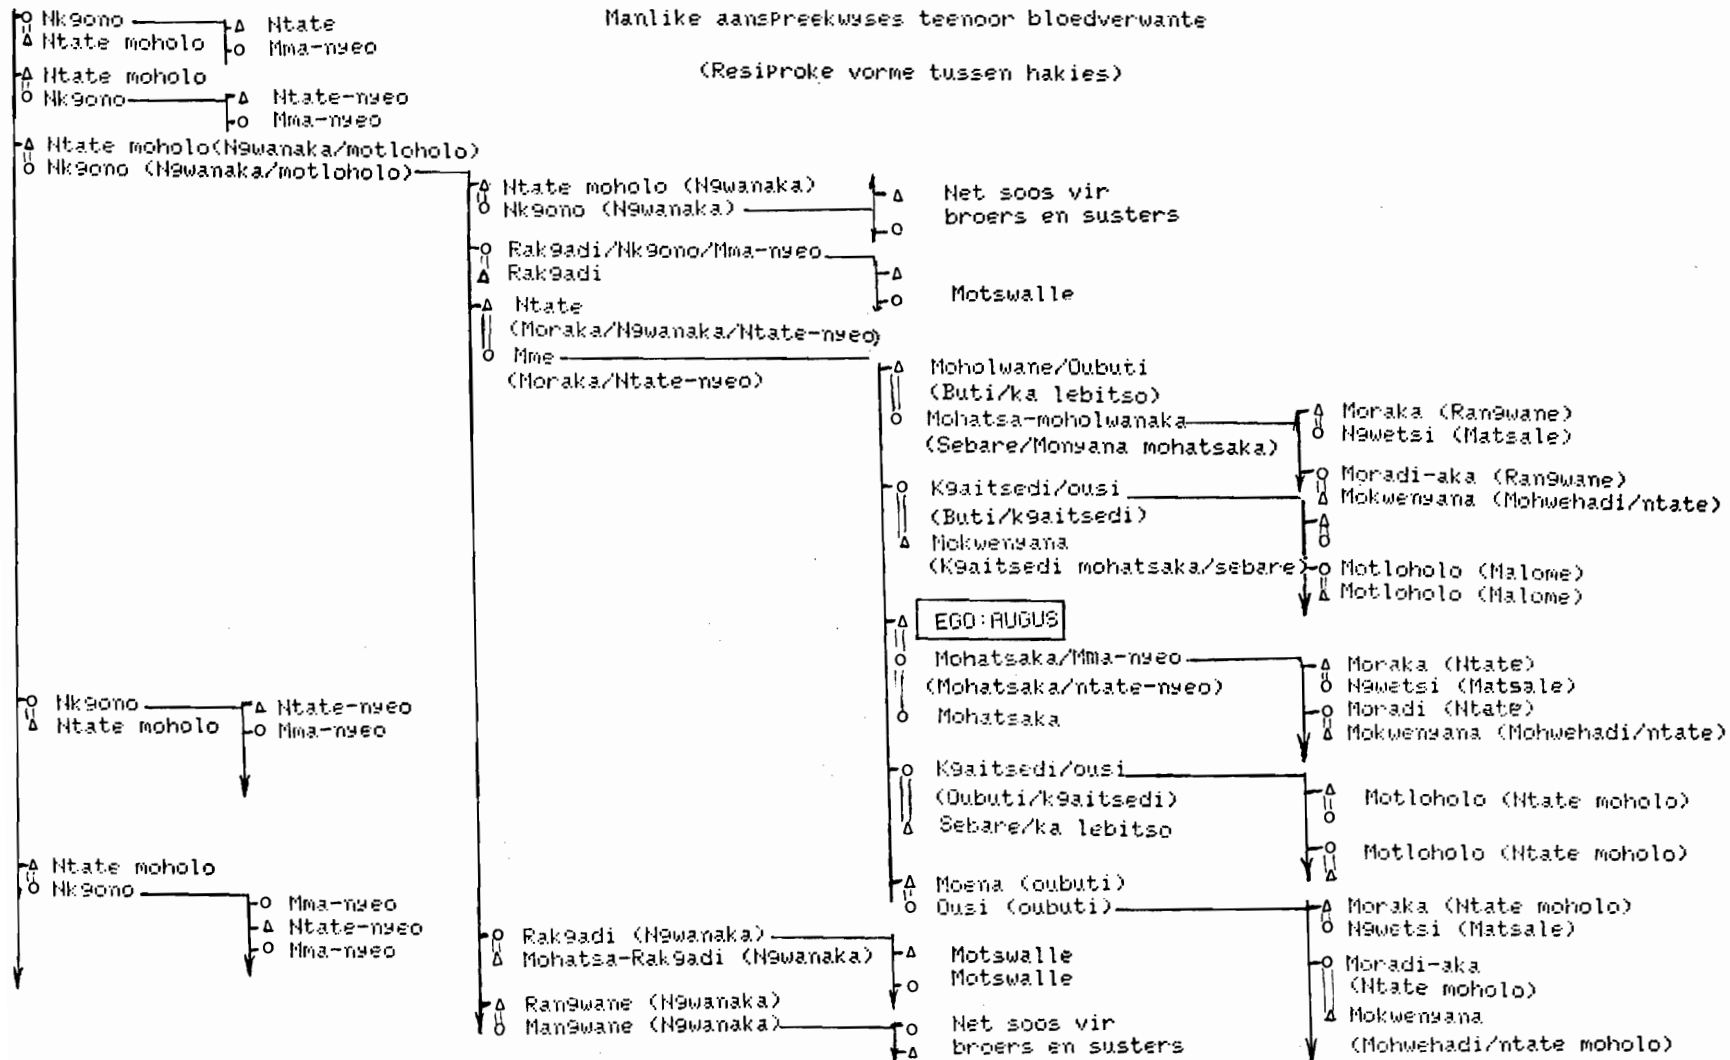 Manlike aanspreekwyses teenoor bloedverwante
(Resiproke vorme tussen hakies)
Nkgono
Ntate moholo
Ntate
Mma-nyeo
Ntate moholo
Nkgono
Ntate-nyeo
Mma-nyeo
Ntate moholo(Ngwanaka/motloholo)
Nkgono (Ngwanaka/motloholo)
Ntate moholo (Ngwanaka)
Nkgono (Ngwanaka)
Net soos vir
broers en susters
Rakgadi/Nkgono/Mma-nyeo
Rakgadi
Motswalle
Ntate
(Moraka/Ngwanaka/Ntate-nyeo)
Mme
(Moraka/Ntate-nyeo)
Moholwane/Oubuti
(Buti/ka lebitso)
Mohatsa-moholwanaka
(Sebare/Monyana mohatsaka)
Moraka (Rangwane)
Ngwetsi (Matsale)
Moradi-aka (Rangwane)
Mokwenyana (Mohwehadi/ntate)
Kgaitsedi/ousi
(Buti/kgaitsedi)
Mokwenyana
(Kgaitsedi mohatsaka/sebare)
Motloholo (Malome)
Motloholo (Malome)
EGO:AUGUS
Mohatsaka/Mma-nyeo
(Mohatsaka/ntate-nyeo)
Mohatsaka
Moraka (Ntate)
Ngwetsi (Matsale)
Moradi (Ntate)
Mokwenyana (Mohwehadi/ntate)
Nkgono
Ntate moholo
Ntate-nyeo
Mma-nyeo
Kgaitsedi/ousi
(Oubuti/kgaitsedi)
Sebare/ka lebitso
Motloholo (Ntate moholo)
Motloholo (Ntate moholo)
Ntate moholo
Nkgono
Mma-nyeo
Ntate-nyeo
Mma-nyeo
Moena (oubuti)
Ousi (oubuti)
Moraka (Ntate moholo)
Ngwetsi (Matsale)
Moradi-aka
(Ntate moholo)
Mokwenyana
(Mohwehadi/ntate moholo)
Rakgadi (Ngwanaka)
Mohatsa-Rakgadi (Ngwanaka)
Motswalle
Motswalle
Rangwane (Ngwanaka)
Mangwane (Ngwanaka)
Net soos vir
broers en susters